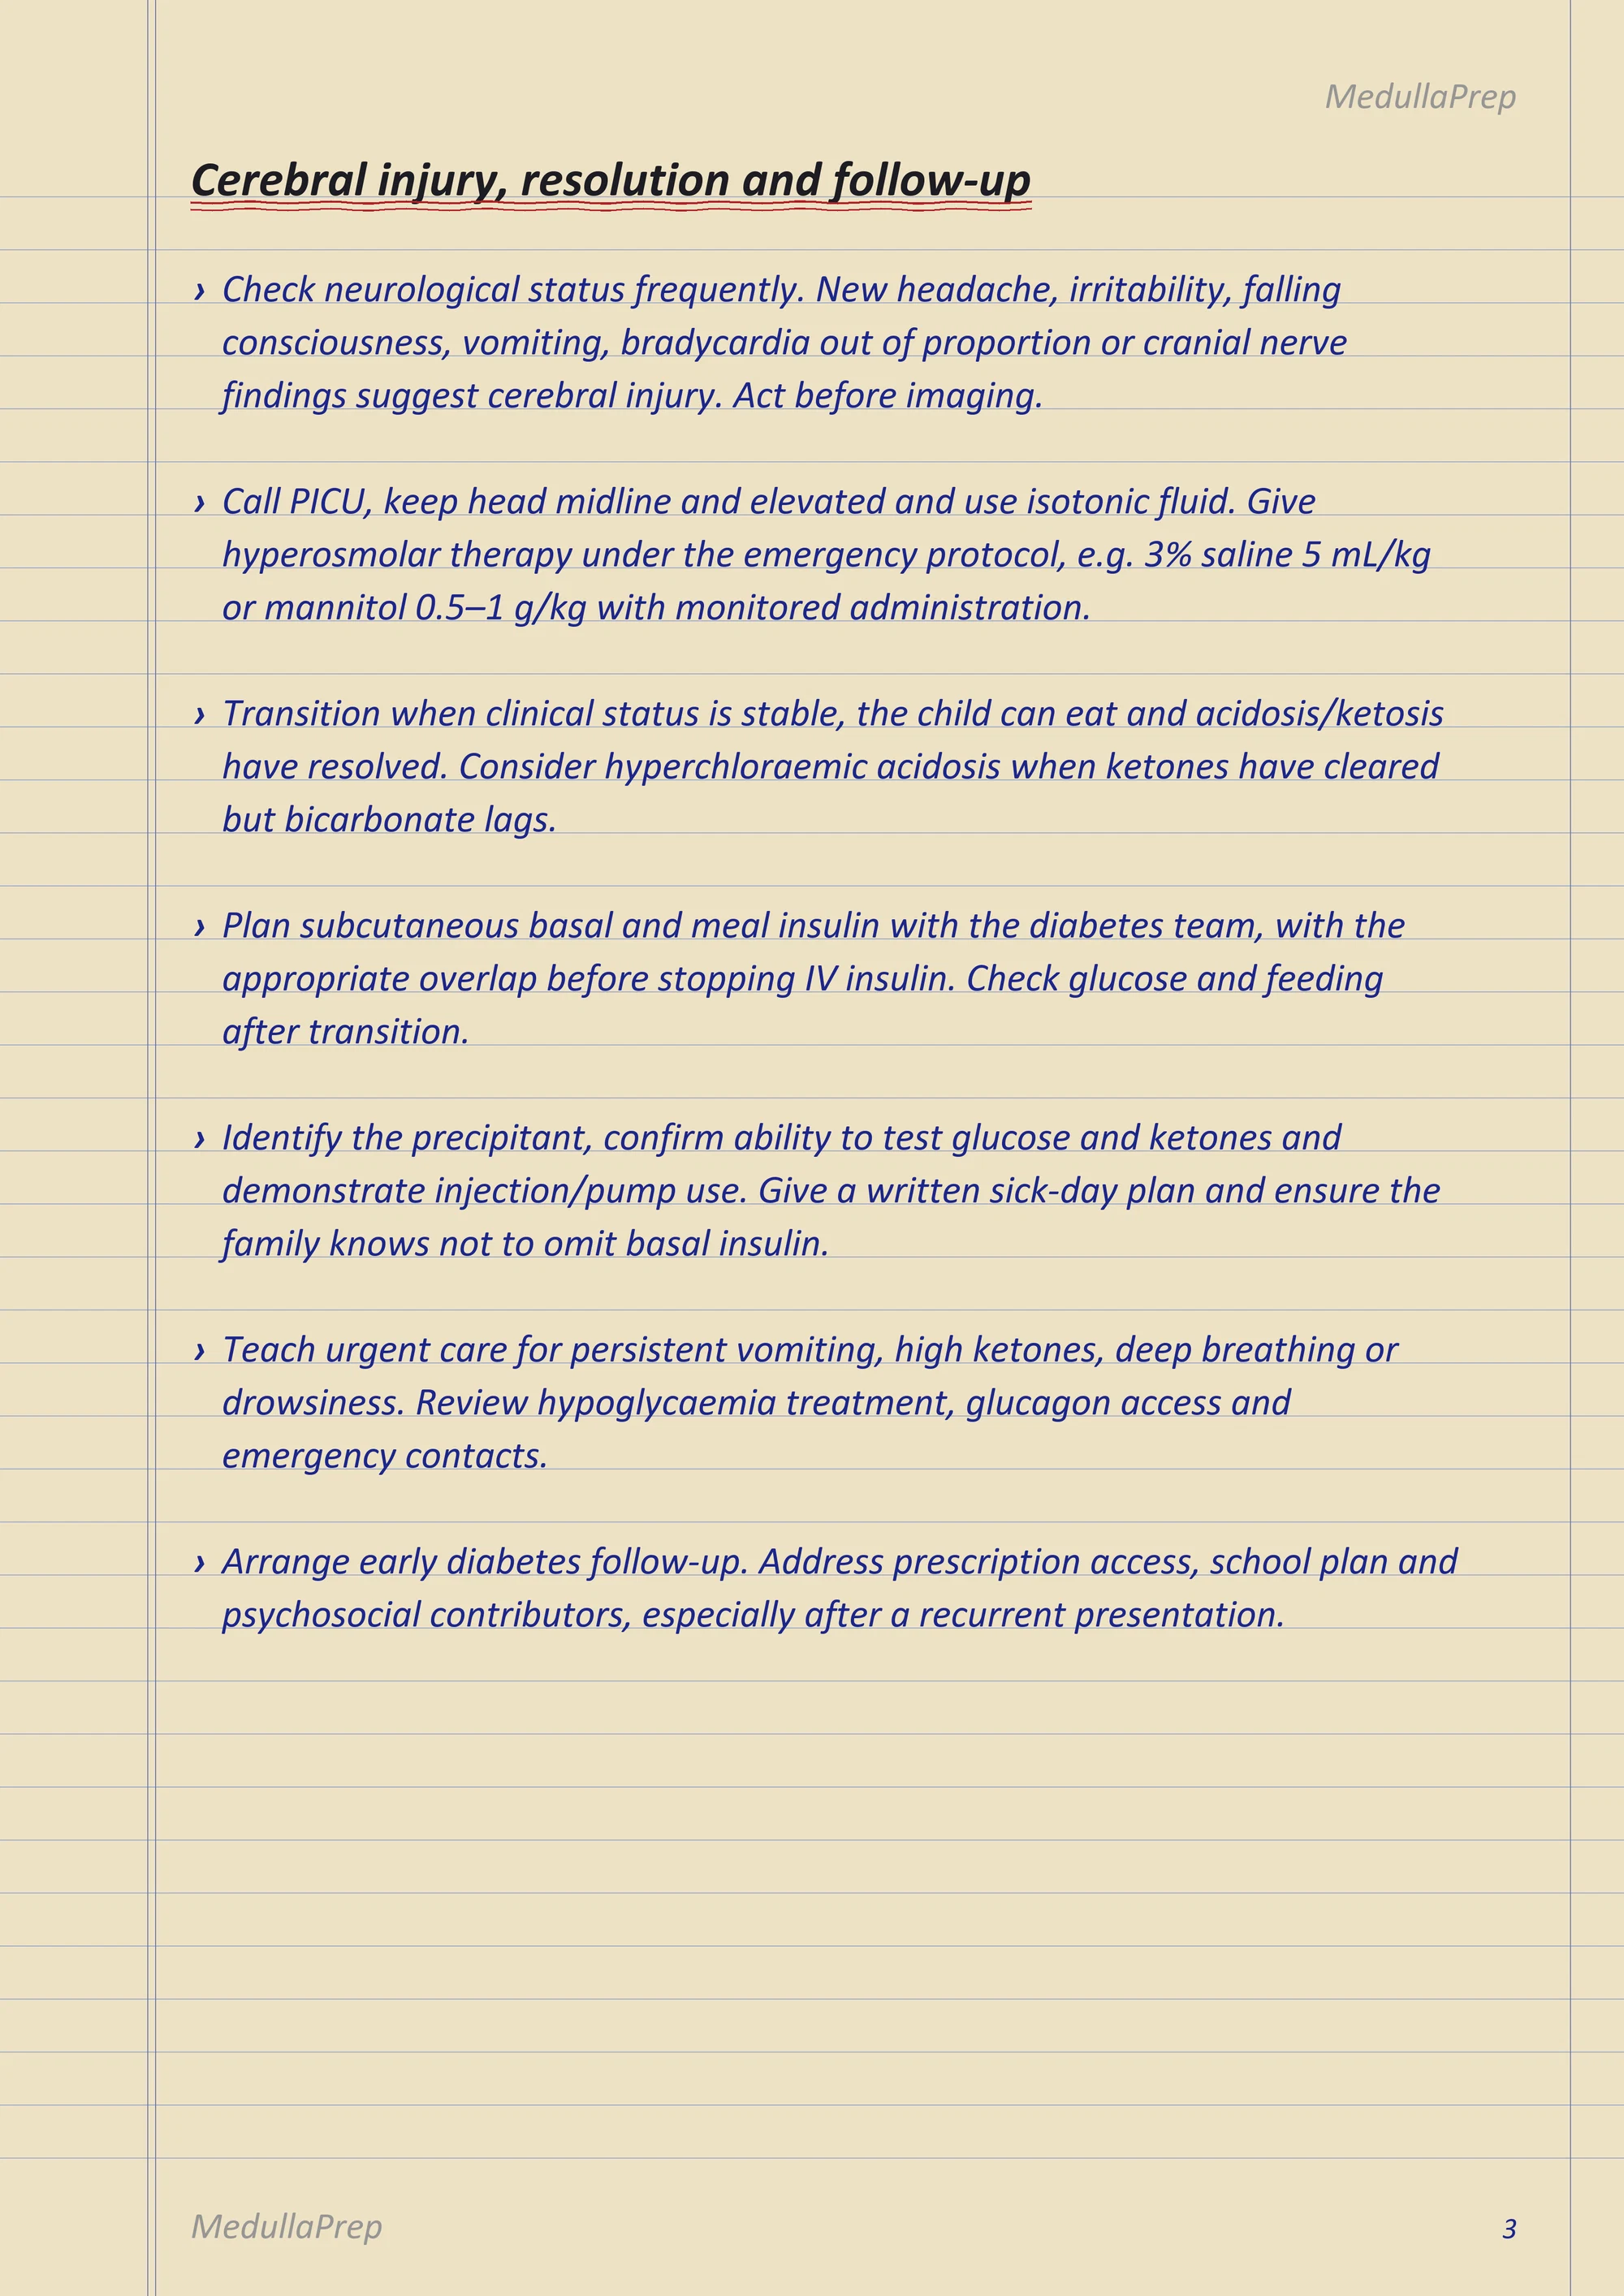 MedullaPrep
Cerebral injury, resolution and follow-up
› Check neurological status frequently. New headache, irritability, falling
consciousness, vomiting, bradycardia out of proportion or cranial nerve
findings suggest cerebral injury. Act before imaging.
› Call PICU, keep head midline and elevated and use isotonic fluid. Give
hyperosmolar therapy under the emergency protocol, e.g. 3% saline 5 mL/kg
or mannitol 0.5–1 g/kg with monitored administration.
› Transition when clinical status is stable, the child can eat and acidosis/ketosis
have resolved. Consider hyperchloraemic acidosis when ketones have cleared
but bicarbonate lags.
› Plan subcutaneous basal and meal insulin with the diabetes team, with the
appropriate overlap before stopping IV insulin. Check glucose and feeding
after transition.
› Identify the precipitant, confirm ability to test glucose and ketones and
demonstrate injection/pump use. Give a written sick-day plan and ensure the
family knows not to omit basal insulin.
› Teach urgent care for persistent vomiting, high ketones, deep breathing or
drowsiness. Review hypoglycaemia treatment, glucagon access and
emergency contacts.
› Arrange early diabetes follow-up. Address prescription access, school plan and
psychosocial contributors, especially after a recurrent presentation.
MedullaPrep
3